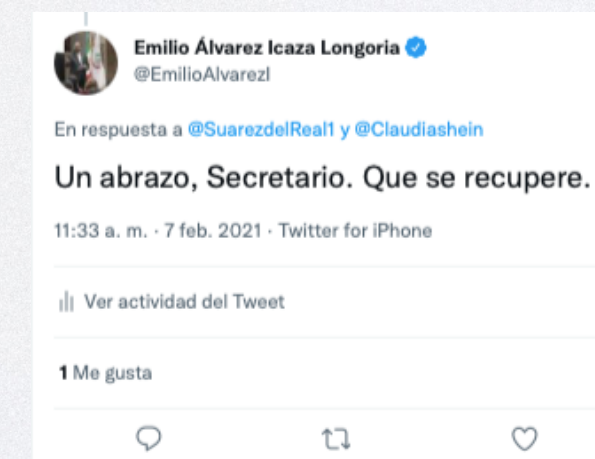 Emilio Álvarez Icaza Longoria
@EmilioAlvarezI
En respuesta a @SuarezdelReal1 y @Claudiashein
Un abrazo, Secretario. Que se recupere.
11:33 a. m. · 7 feb. 2021 · Twitter for iPhone
Ver actividad del Tweet
1 Me gusta